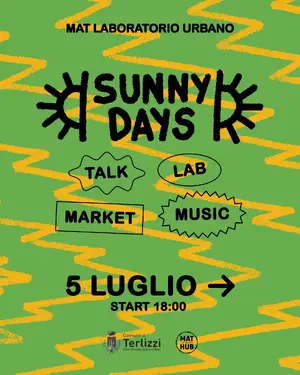 MAT LABORATORIO URBANO
SUNNY
DAYS
TALK
LAB
MARKET
MUSIC
5 LUGLIO →
START 18:00
Terlizzi
MAT
HUB